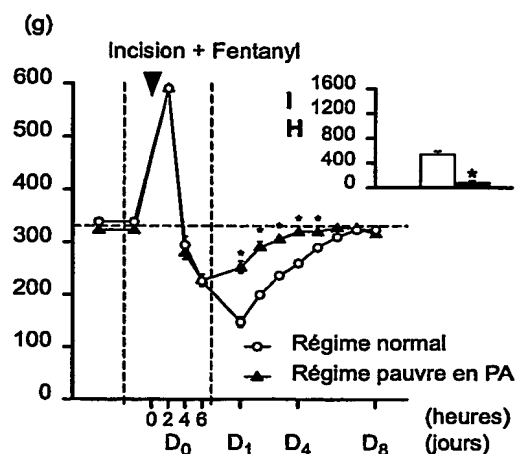 (g)
Incision + Fentanyl
600
500
400
300
200
100
0
I
H
1600
1200
800
400
0
*
* * * * *
Régime normal
Régime pauvre en PA
0 2 4 6 (heures)
D0 D1 D4 D8 (jours)